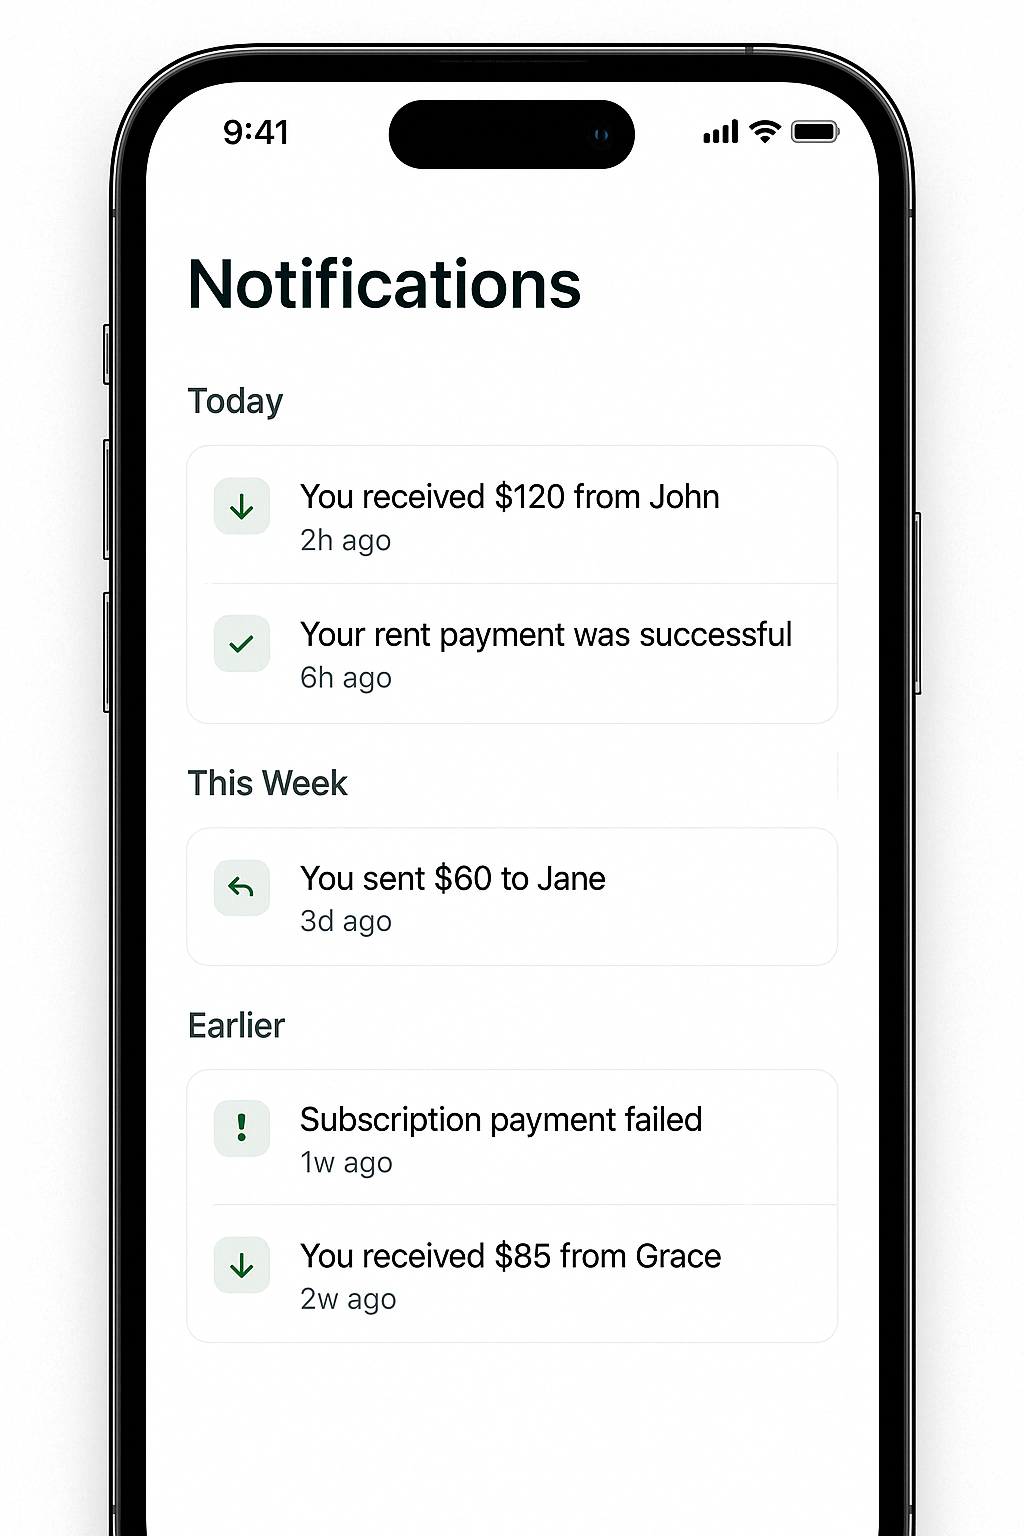 9:41
Notifications
Today
You received $120 from John
2h ago
Your rent payment was successful
6h ago
This Week
You sent $60 to Jane
3d ago
Earlier
Subscription payment failed
1w ago
You received $85 from Grace
2w ago